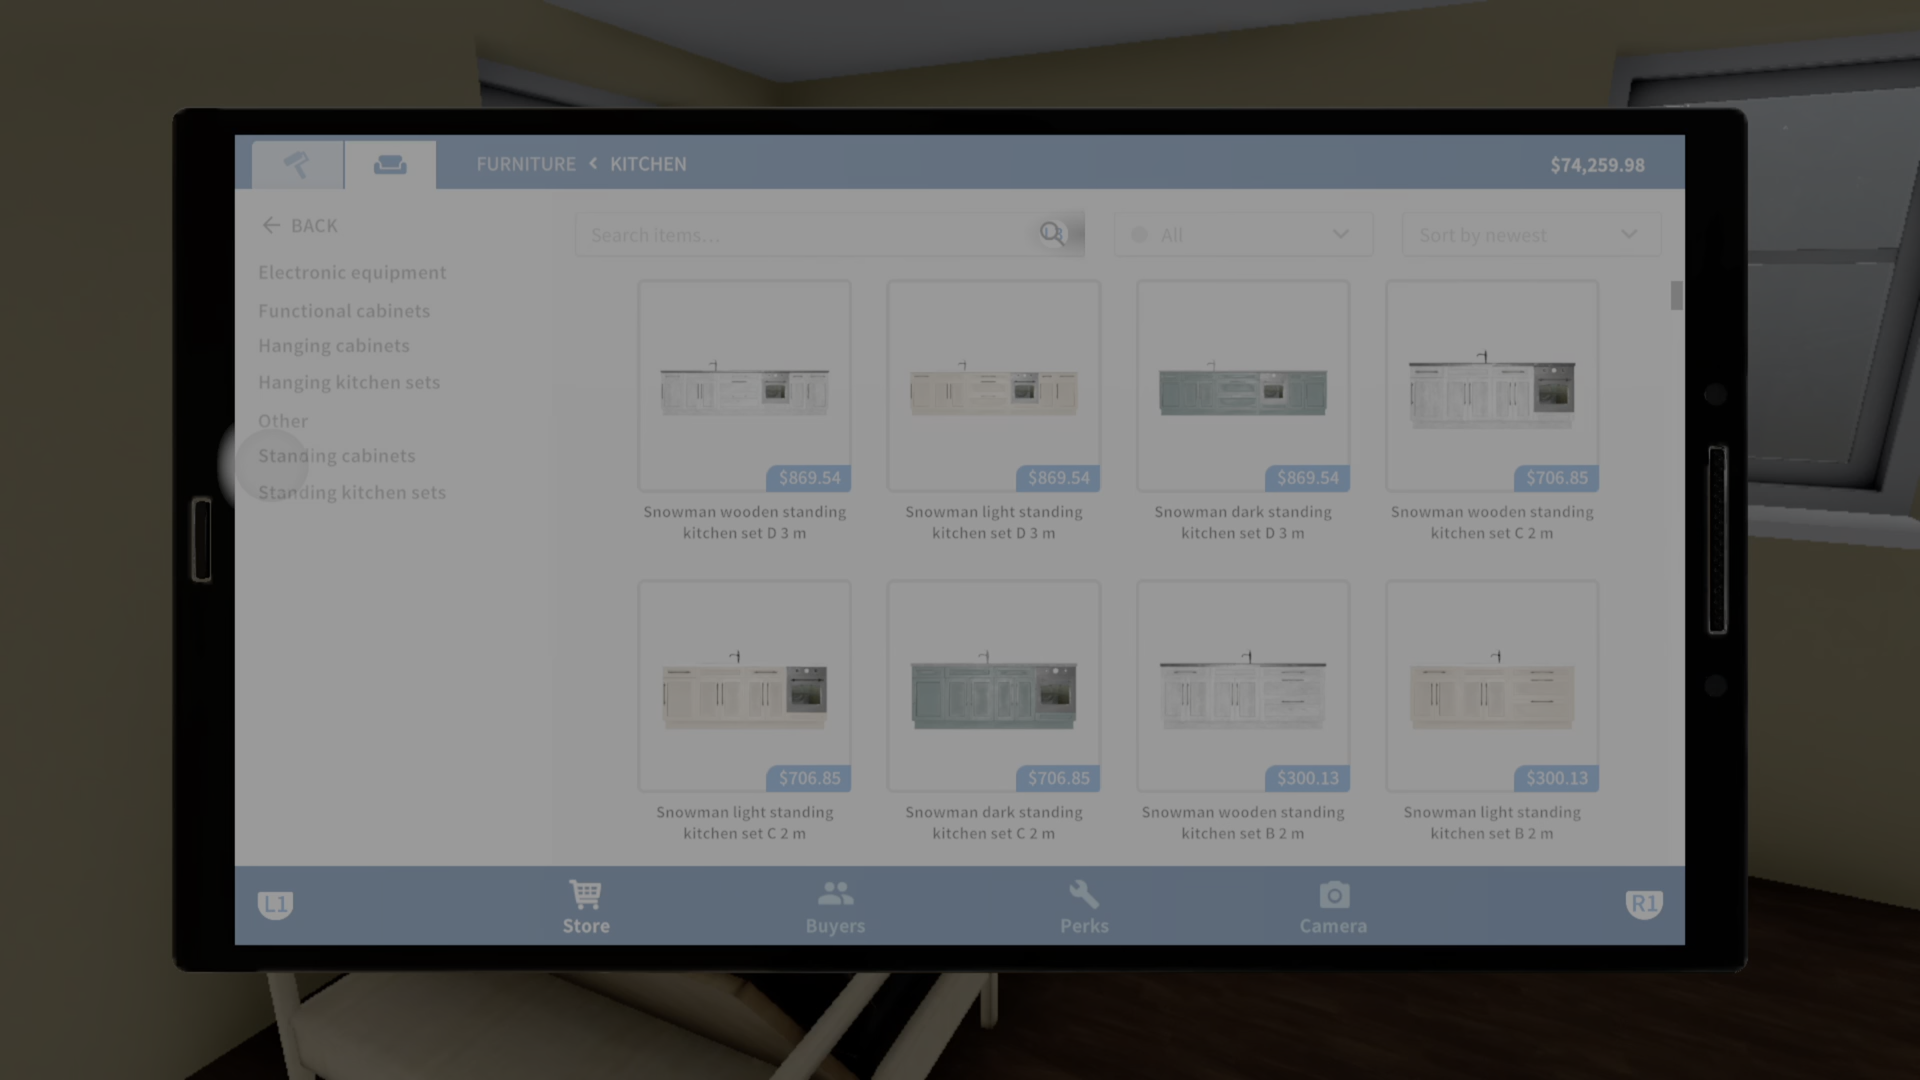 FURNITURE < KITCHEN
$74,259.98
BACK
Search items...
All
Sort by newest
Electronic equipment
Functional cabinets
Hanging cabinets
Hanging kitchen sets
Other
Standing cabinets
Standing kitchen sets
$869.54
$869.54
$869.54
$706.85
Snowman wooden standing
kitchen set D 3 m
Snowman light standing
kitchen set D 3 m
Snowman dark standing
kitchen set D 3 m
Snowman wooden standing
kitchen set C 2 m
$706.85
$706.85
$300.13
$300.13
Snowman light standing
kitchen set C 2 m
Snowman dark standing
kitchen set C 2 m
Snowman wooden standing
kitchen set B 2 m
Snowman light standing
kitchen set B 2 m
L1
Store
Buyers
Perks
Camera
R1